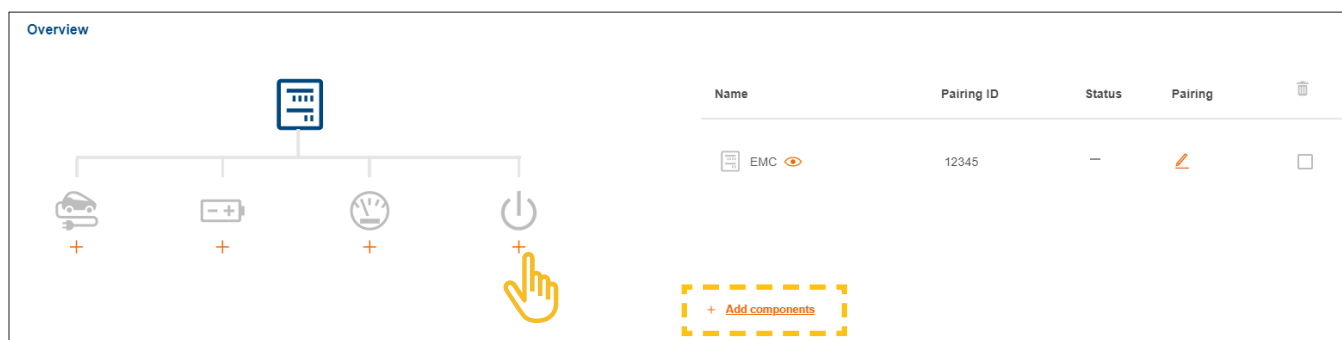 Overview
Name Pairing ID Status Pairing
EMC 12345 –
+ + + +
+ Add components